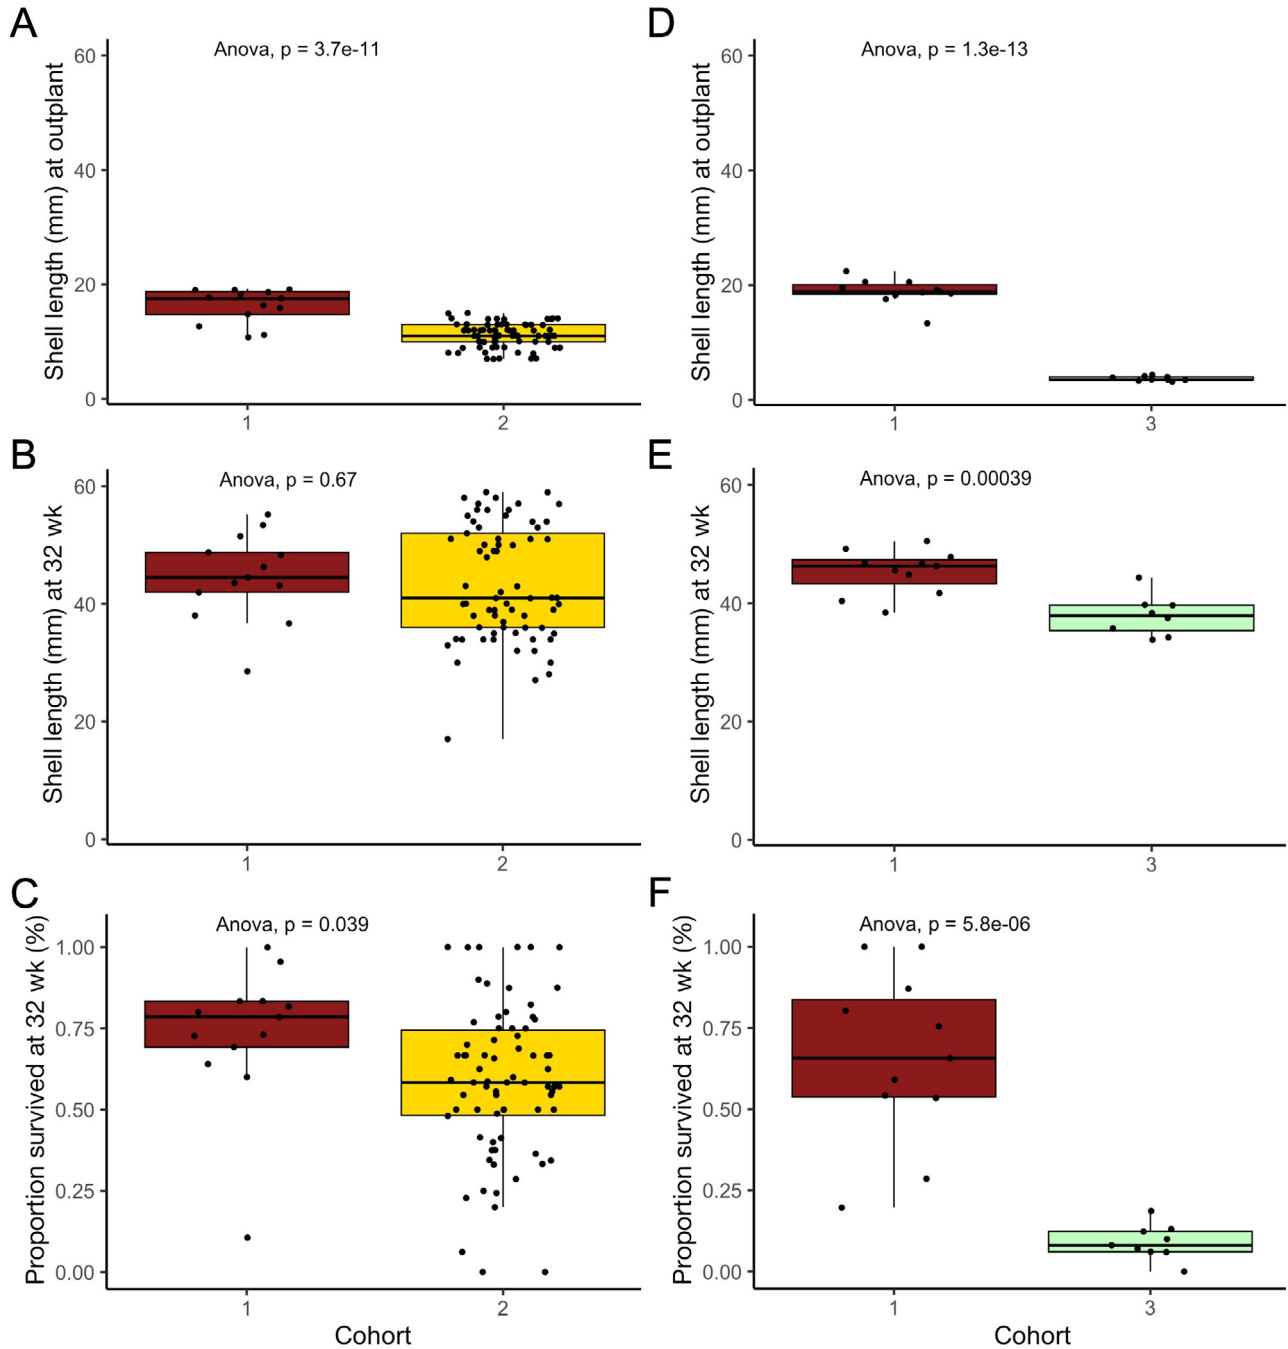 A
Anova, p = 3.7e-11
Shell length (mm) at outplant
60
40
20
0
1
2
D
Anova, p = 1.3e-13
Shell length (mm) at outplant
60
40
20
0
1
3
B
Anova, p = 0.67
Shell length (mm) at 32 wk
60
40
20
0
1
2
E
Anova, p = 0.00039
Shell length (mm) at 32 wk
60
40
20
0
1
3
C
Anova, p = 0.039
Proportion survived at 32 wk (%)
1.00
0.75
0.50
0.25
0.00
1
2
Cohort
F
Anova, p = 5.8e-06
Proportion survived at 32 wk (%)
1.00
0.75
0.50
0.25
0.00
1
3
Cohort